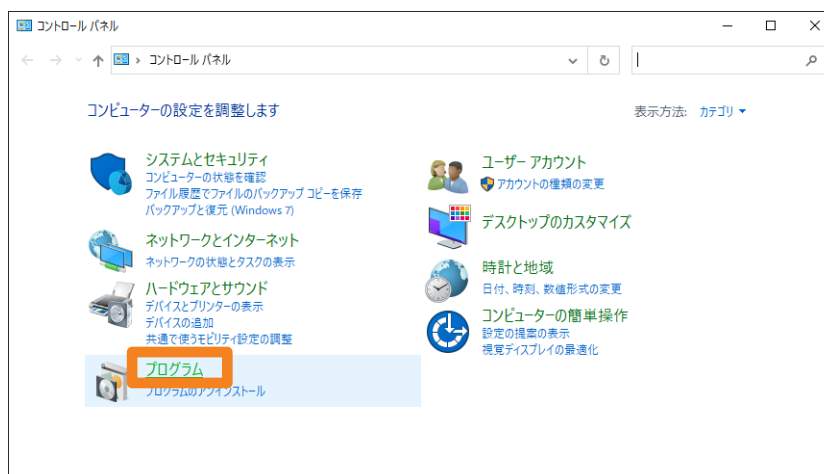 コントロール パネル
コントロール パネル
コンピューターの設定を調整します
表示方法: カテゴリ
システムとセキュリティ
コンピューターの状態を確認
ファイル履歴でファイルのバックアップ コピーを保存
バックアップと復元 (Windows 7)
ネットワークとインターネット
ネットワークの状態とタスクの表示
ハードウェアとサウンド
デバイスとプリンターの表示
デバイスの追加
共通で使うモビリティ設定の調整
プログラム
プログラムのアンインストール
ユーザー アカウント
アカウントの種類の変更
デスクトップのカスタマイズ
時計と地域
日付、時刻、数値形式の変更
コンピューターの簡単操作
設定の提案の表示
視覚ディスプレイの最適化